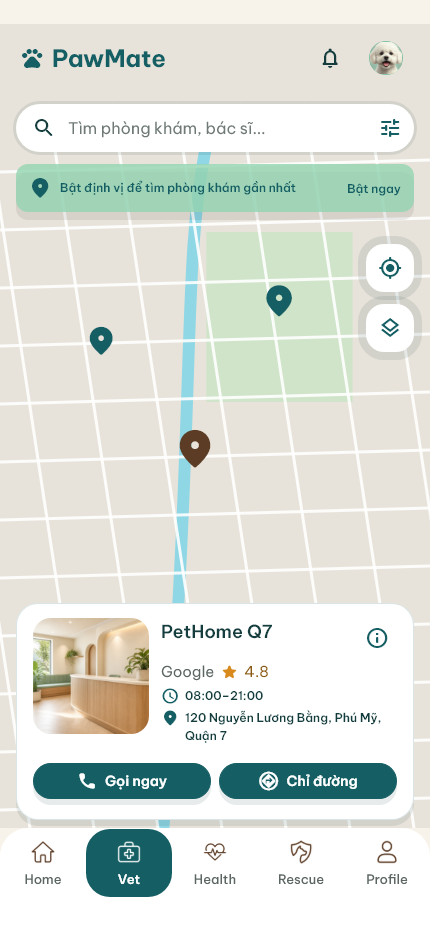 PawMate
Tìm phòng khám, bác sĩ...
Bật định vị để tìm phòng khám gần nhất
Bật ngay
PetHome Q7
Google 4.8
08:00–21:00
120 Nguyễn Lương Bằng, Phú Mỹ,
Quận 7
Gọi ngay
Chỉ đường
Home
Vet
Health
Rescue
Profile